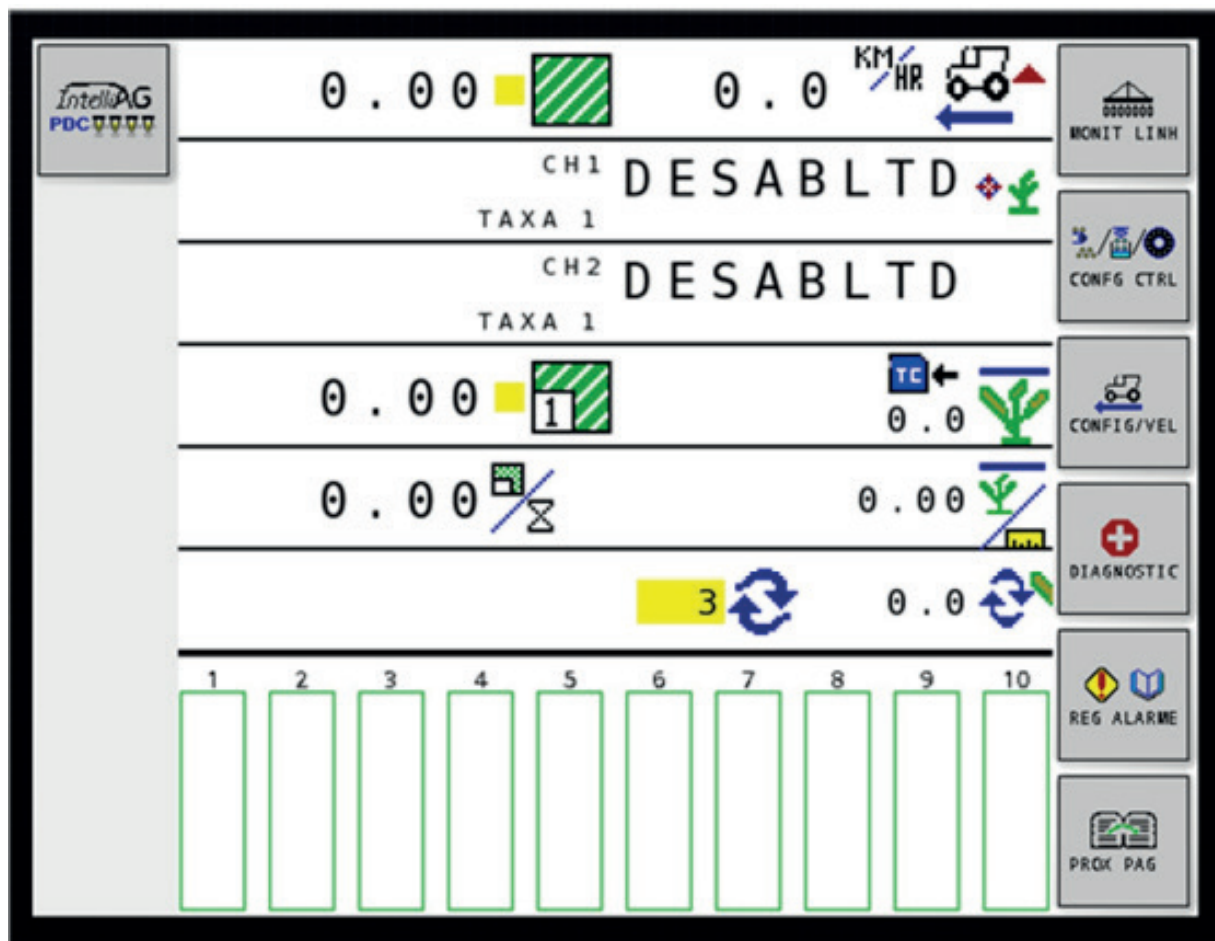 IntelliAG
PDC
0.00 0.0 KM/HR
MONIT LINH
CH1 DESABLTD
TAXA 1
CONFG CTRL
CH2 DESABLTD
TAXA 1
CONFIG/VEL
0.00 1 TC 0.0
0.00 0.00
DIAGNOSTIC
3 0.0
REG ALARME
1 2 3 4 5 6 7 8 9 10
PROX PAG